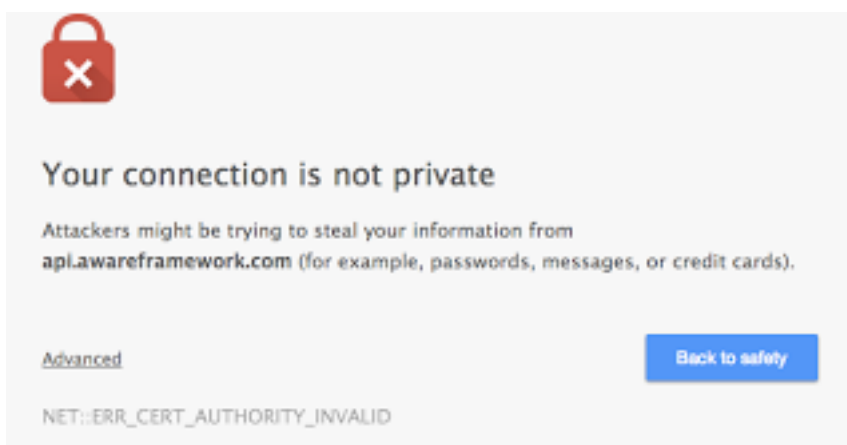 Your connection is not private
Attackers might be trying to steal your information from
api.awareframework.com (for example, passwords, messages, or credit cards).
Advanced
Back to safety
NET::ERR_CERT_AUTHORITY_INVALID